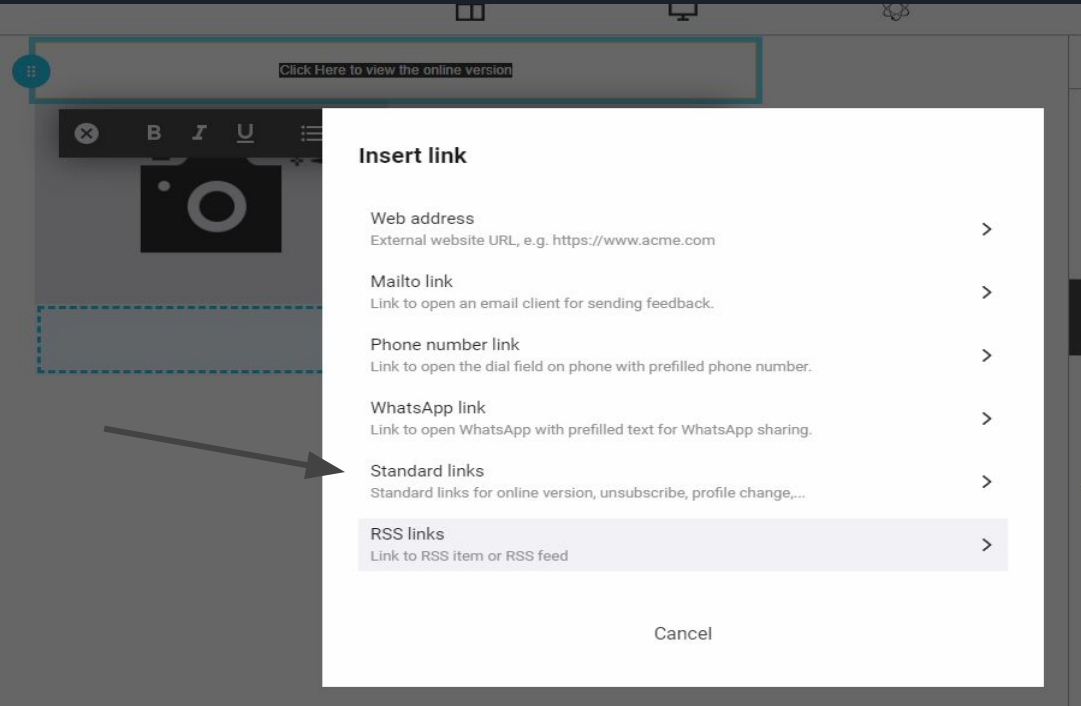 Click Here to view the online version
B I U
Insert link
Web address
External website URL, e.g. https://www.acme.com
Mailto link
Link to open an email client for sending feedback.
Phone number link
Link to open the dial field on phone with prefilled phone number.
WhatsApp link
Link to open WhatsApp with prefilled text for WhatsApp sharing.
Standard links
Standard links for online version, unsubscribe, profile change,...
RSS links
Link to RSS item or RSS feed
Cancel